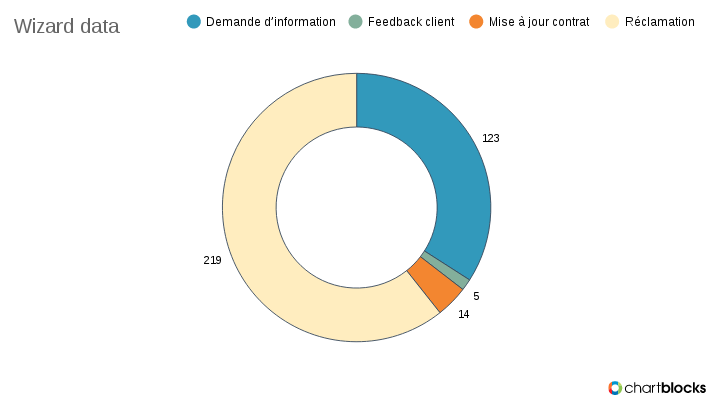 Wizard data
Demande d’information Feedback client Mise à jour contrat Réclamation
123
219
5
14
chartblocks